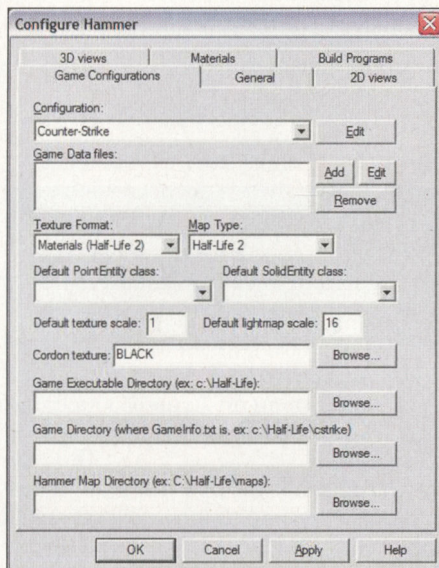 Configure Hammer
3D views Materials Build Programs
Game Configurations General 2D views
Configuration:
Counter-Strike Edit
Game Data files:
Add Edit
Remove
Texture Format: Map Type:
Materials (Half-Life 2) Half-Life 2
Default PointEntity class: Default SolidEntity class:
Default texture scale: 1 Default lightmap scale: 16
Cordon texture: BLACK Browse...
Game Executable Directory (ex: c:\Half-Life):
Browse...
Game Directory (where GameInfo.txt is, ex: c:\Half-Life\cstrike)
Browse...
Hammer Map Directory (ex: C:\Half-Life\maps):
Browse...
OK Cancel Apply Help